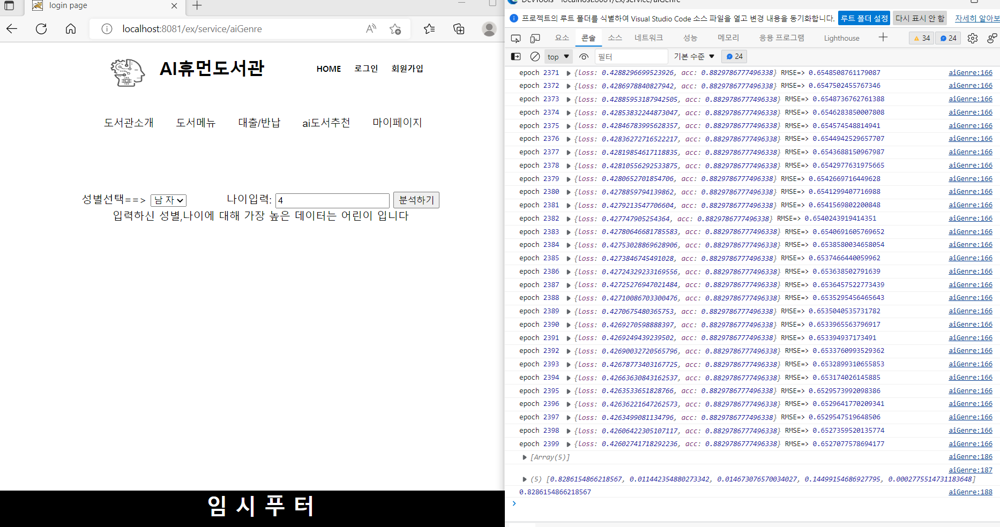 login page
localhost:8081/ex/service/aiGenre
AI휴먼도서관
HOME 로그인 회원가입
도서관소개 도서메뉴 대출/반납 ai도서추천 마이페이지
성별선택==> 남 자 나이입력: 4 분석하기
입력하신 성별,나이에 대해 가장 높은 데이터는 어린이 입니다
임 시 푸 터
DevTools - localhost:8081/ex/service/aiGenre
프로젝트의 루트 폴더를 식별하여 Visual Studio Code 소스 파일을 열고 변경 내용을 동기화합니다. 루트 폴더 설정 다시 표시 안 함 자세히 알아보
요소 콘솔 소스 네트워크 성능 메모리 응용 프로그램 Lighthouse 34 24
top 필터 기본 수준 24
epoch 2371 {loss: 0.4288296699523926, acc: 0.8829786777496338} RMSE=> 0.6548508761179087 aiGenre:166
epoch 2372 {loss: 0.4286978840827942, acc: 0.8829786777496338} RMSE=> 0.6547502455767346 aiGenre:166
epoch 2373 {loss: 0.42885953187942505, acc: 0.8829786777496338} RMSE=> 0.6548736762761388 aiGenre:166
epoch 2374 {loss: 0.42853832244873047, acc: 0.8829786777496338} RMSE=> 0.6546283850007808 aiGenre:166
epoch 2375 {loss: 0.42846783995628357, acc: 0.8829786777496338} RMSE=> 0.654574548814941 aiGenre:166
epoch 2376 {loss: 0.42836272716522217, acc: 0.8829786777496338} RMSE=> 0.6544942529657707 aiGenre:166
epoch 2377 {loss: 0.42819854617118835, acc: 0.8829786777496338} RMSE=> 0.6543688150967987 aiGenre:166
epoch 2378 {loss: 0.42810556292533875, acc: 0.8829786777496338} RMSE=> 0.6542977631975665 aiGenre:166
epoch 2379 {loss: 0.4280652701854706, acc: 0.8829786777496338} RMSE=> 0.6542669716449628 aiGenre:166
epoch 2380 {loss: 0.4278859794139862, acc: 0.8829786777496338} RMSE=> 0.6541299407716988 aiGenre:166
epoch 2381 {loss: 0.4279213547706604, acc: 0.8829786777496338} RMSE=> 0.6541569802200848 aiGenre:166
epoch 2382 {loss: 0.427747905254364, acc: 0.8829786777496338} RMSE=> 0.6540243919414351 aiGenre:166
epoch 2383 {loss: 0.42780646681785583, acc: 0.8829786777496338} RMSE=> 0.6540691605769652 aiGenre:166
epoch 2384 {loss: 0.42753028869628906, acc: 0.8829786777496338} RMSE=> 0.6538580034658054 aiGenre:166
epoch 2385 {loss: 0.4273846745491028, acc: 0.8829786777496338} RMSE=> 0.6537466440059962 aiGenre:166
epoch 2386 {loss: 0.42724329233169556, acc: 0.8829786777496338} RMSE=> 0.653638502791639 aiGenre:166
epoch 2387 {loss: 0.42725276947021484, acc: 0.8829786777496338} RMSE=> 0.6536457522773439 aiGenre:166
epoch 2388 {loss: 0.42710086703300476, acc: 0.8829786777496338} RMSE=> 0.6535295456465643 aiGenre:166
epoch 2389 {loss: 0.4270675480365753, acc: 0.8829786777496338} RMSE=> 0.6535040535731782 aiGenre:166
epoch 2390 {loss: 0.4269270598888397, acc: 0.8829786777496338} RMSE=> 0.6533965563796917 aiGenre:166
epoch 2391 {loss: 0.4269249439239502, acc: 0.8829786777496338} RMSE=> 0.653394937173491 aiGenre:166
epoch 2392 {loss: 0.42690032720565796, acc: 0.8829786777496338} RMSE=> 0.6533760993529362 aiGenre:166
epoch 2393 {loss: 0.42678773403167725, acc: 0.8829786777496338} RMSE=> 0.6532899310655853 aiGenre:166
epoch 2394 {loss: 0.42663630843162537, acc: 0.8829786777496338} RMSE=> 0.653174026145885 aiGenre:166
epoch 2395 {loss: 0.4263533651828766, acc: 0.8829786777496338} RMSE=> 0.6529573992098386 aiGenre:166
epoch 2396 {loss: 0.42636221647262573, acc: 0.8829786777496338} RMSE=> 0.6529641770209341 aiGenre:166
epoch 2397 {loss: 0.4263499081134796, acc: 0.8829786777496338} RMSE=> 0.6529547519648506 aiGenre:166
epoch 2398 {loss: 0.42606422305107117, acc: 0.8829786777496338} RMSE=> 0.6527359520135774 aiGenre:166
epoch 2399 {loss: 0.42602741718292236, acc: 0.8829786777496338} RMSE=> 0.6527077578694177 aiGenre:166
[Array(5)] aiGenre:186
aiGenre:187
(5) [0.8286154866218567, 0.011442354880273342, 0.014673076570034027, 0.14499154686927795, 0.0002775514731183648]
0.8286154866218567 aiGenre:188